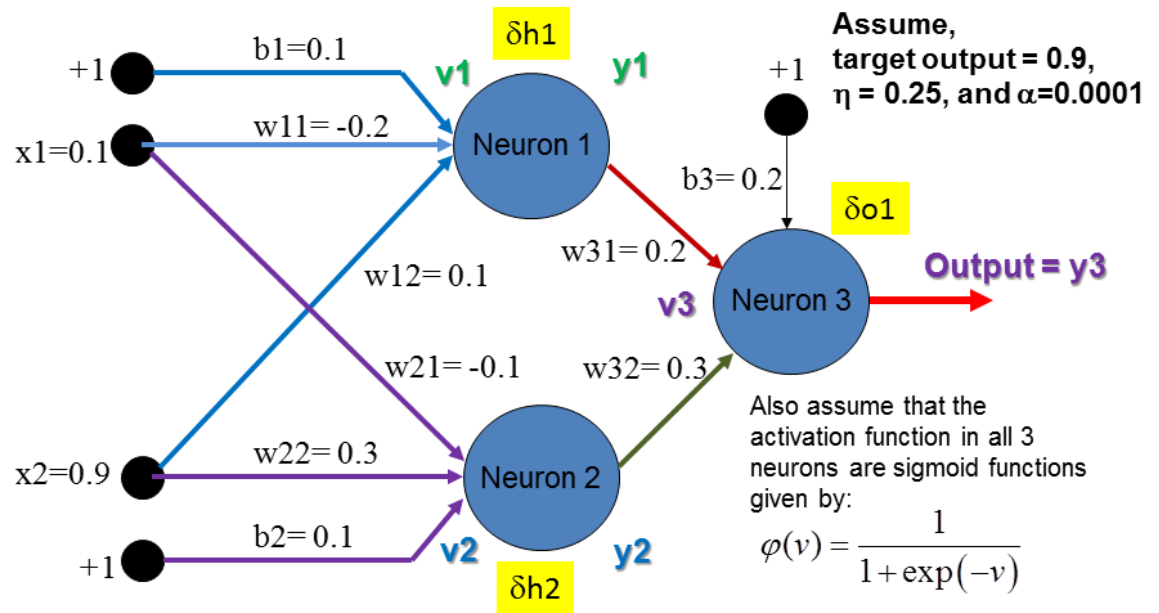 δh1
Assume,
target output = 0.9,
η = 0.25, and α=0.0001
b1=0.1
+1
v1
y1
+1
w11= -0.2
x1=0.1
Neuron 1
b3= 0.2
δo1
w31= 0.2
w12= 0.1
Output = y3
v3
Neuron 3
w21= -0.1
w32= 0.3
Also assume that the
activation function in all 3
neurons are sigmoid functions
given by:
φ(v) = 1 / (1+exp(−v))
w22= 0.3
x2=0.9
Neuron 2
b2= 0.1
+1
v2
y2
δh2